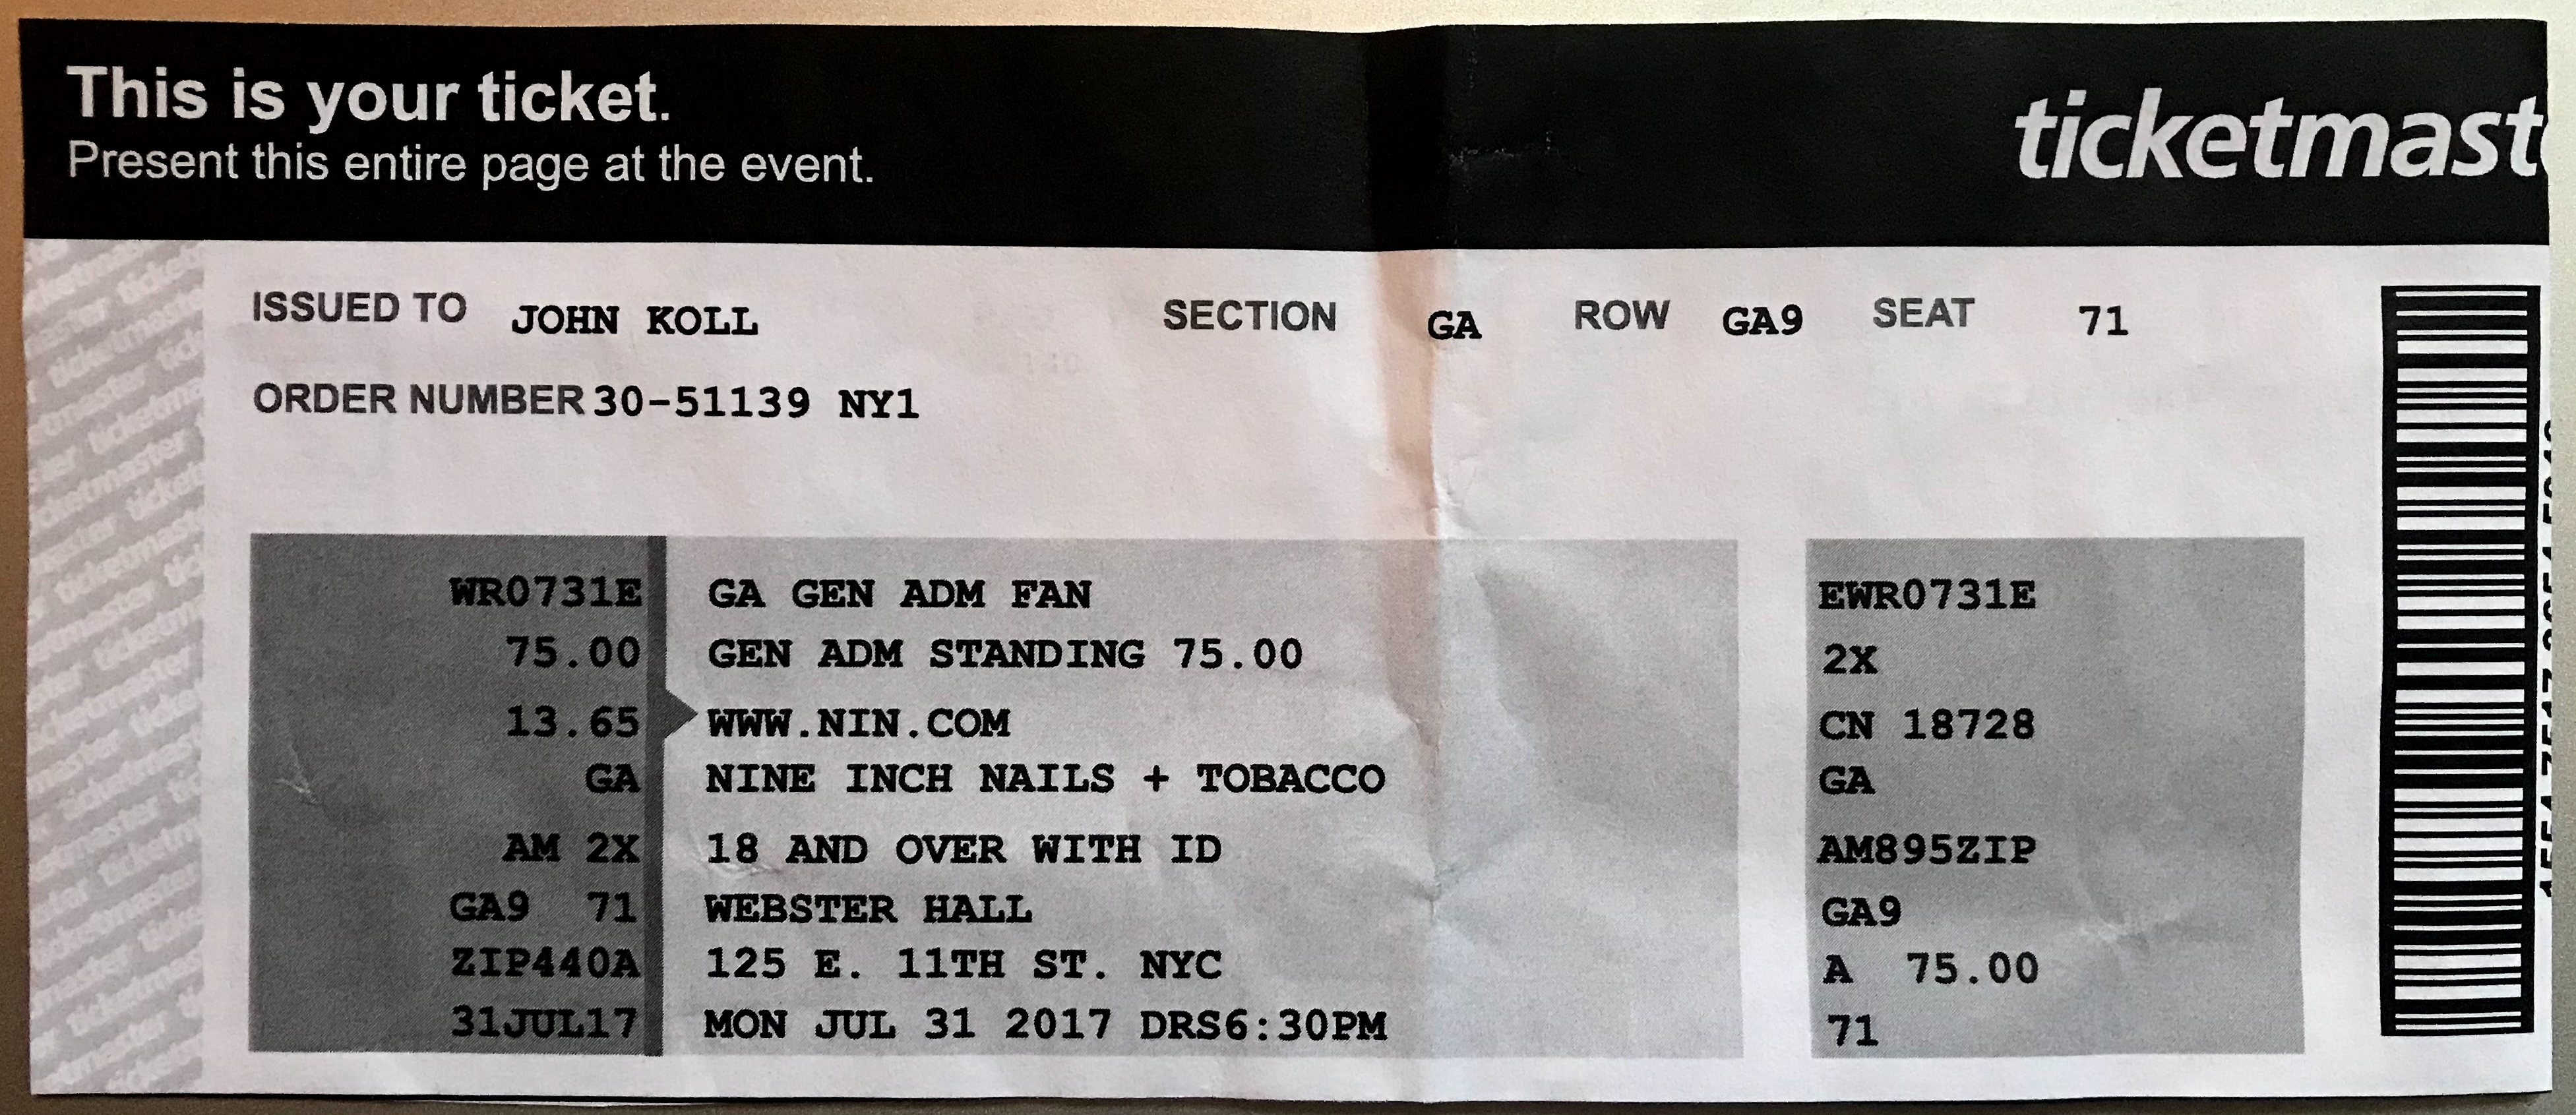 This is your ticket.
Present this entire page at the event.
ticketmast
ISSUED TO JOHN KOLL SECTION GA ROW GA9 SEAT 71
ORDER NUMBER 30-51139 NY1
WR0731E GA GEN ADM FAN EWR0731E
75.00 GEN ADM STANDING 75.00 2X
13.65 WWW.NIN.COM CN 18728
GA NINE INCH NAILS + TOBACCO GA
AM 2X 18 AND OVER WITH ID AM895ZIP
GA9 71 WEBSTER HALL GA9
ZIP440A 125 E. 11TH ST. NYC A 75.00
31JUL17 MON JUL 31 2017 DRS6:30PM 71